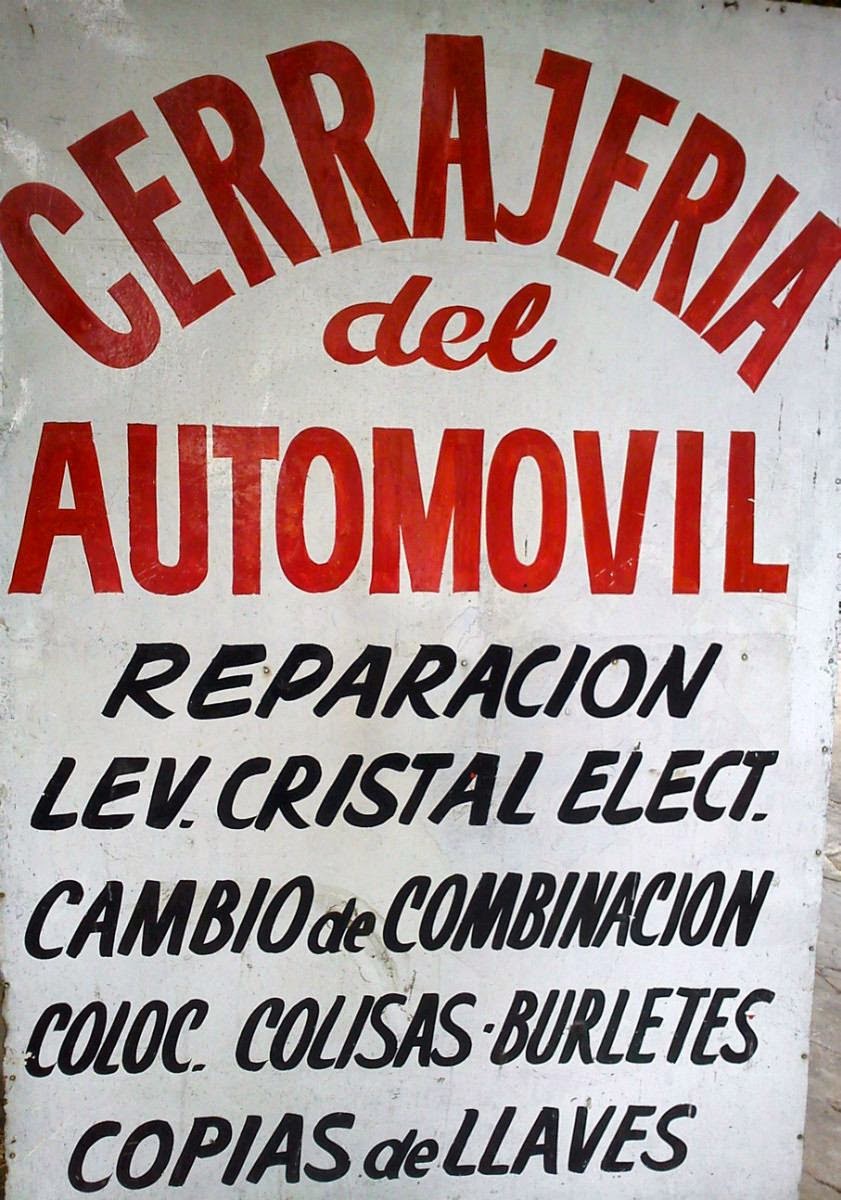 CERRAJERIA
del
AUTOMOVIL
REPARACION
LEV. CRISTAL ELECT.
CAMBIO de COMBINACION
COLOC. COLISAS - BURLETES
COPIAS de LLAVES